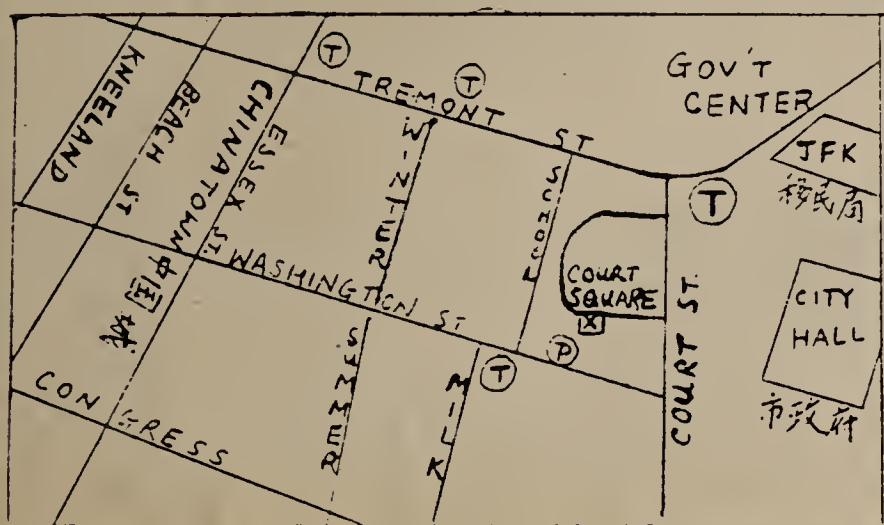 GOV'T
CENTER
T
T
TREMONT ST
KNEELAND
BEACH ST
CHINATOWN
中国城
ESSEX ST.
WINTER
SCHOOL
JFK
移民局
T
COURT
SQUARE
X
WASHINGTON ST
CITY
HALL
市政府
COURT ST.
P
T
SUMMER
MILK
CONGRESS